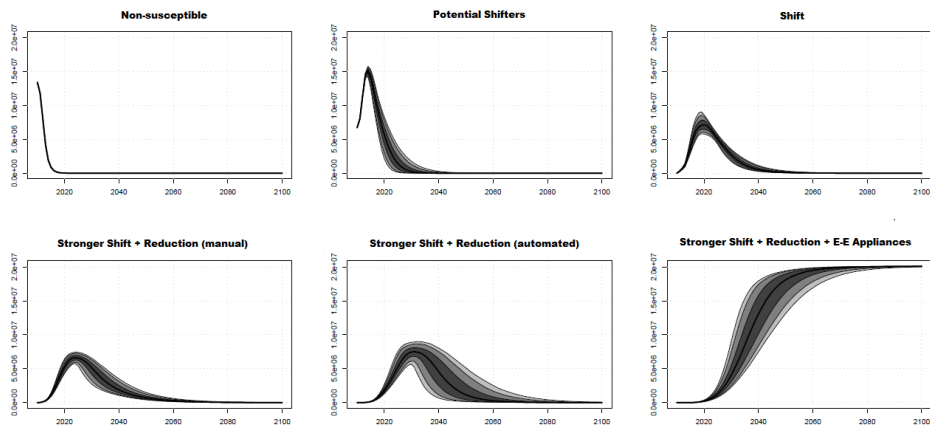 Non-susceptible
Potential Shifters
Shift
2.0e+07
1.5e+07
1.0e+07
5.0e+06
0.0e+00
2020 2040 2060 2080 2100
2.0e+07
1.5e+07
1.0e+07
5.0e+06
0.0e+00
2020 2040 2060 2080 2100
2.0e+07
1.5e+07
1.0e+07
5.0e+06
0.0e+00
2020 2040 2060 2080 2100
Stronger Shift + Reduction (manual)
Stronger Shift + Reduction (automated)
Stronger Shift + Reduction + E-E Appliances
2.0e+07
1.5e+07
1.0e+07
5.0e+06
0.0e+00
2020 2040 2060 2080 2100
2.0e+07
1.5e+07
1.0e+07
5.0e+06
0.0e+00
2020 2040 2060 2080 2100
2.0e+07
1.5e+07
1.0e+07
5.0e+06
0.0e+00
2020 2040 2060 2080 2100